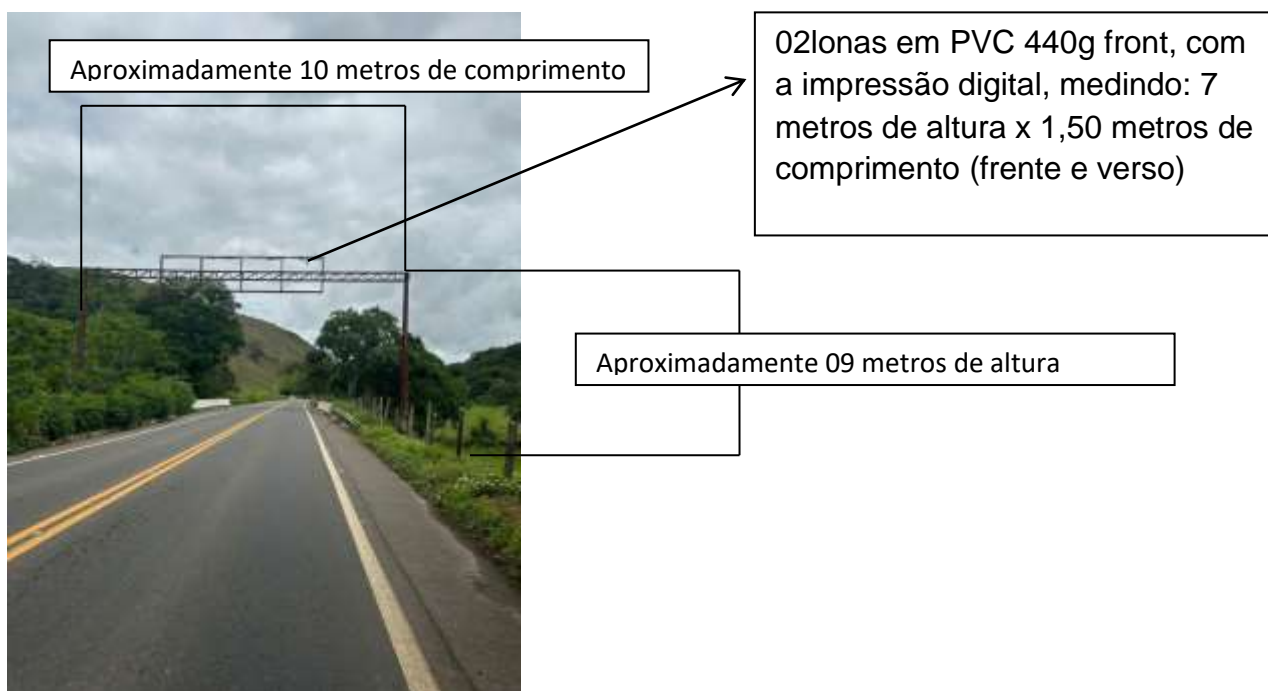 Aproximadamente 10 metros de comprimento
02lonas em PVC 440g front, com
a impressão digital, medindo: 7
metros de altura x 1,50 metros de
comprimento (frente e verso)
Aproximadamente 09 metros de altura